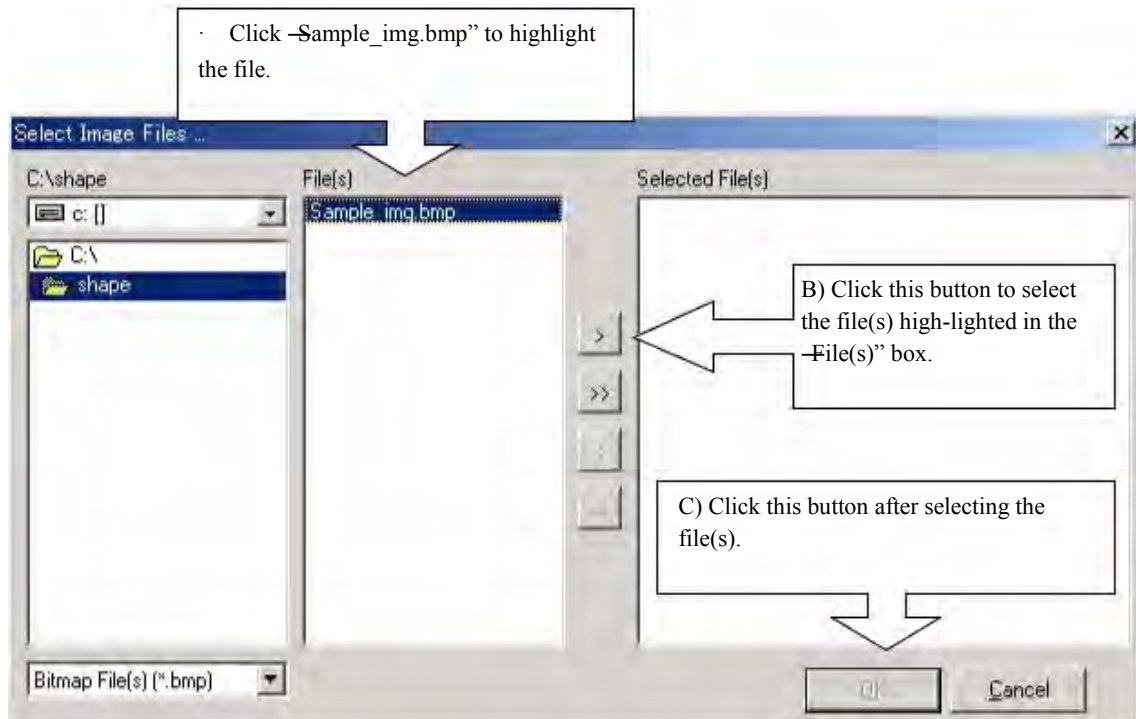 · Click ―Sample_img.bmp” to highlight
the file.
Select Image Files ...
C:\shape
File(s)
Selected File(s)
c: []
Sample_img.bmp
C:\
shape
B) Click this button to select
the file(s) high-lighted in the
―File(s)” box.
>
>>
C) Click this button after selecting the
file(s).
Bitmap File(s) (*.bmp)
OK
Cancel